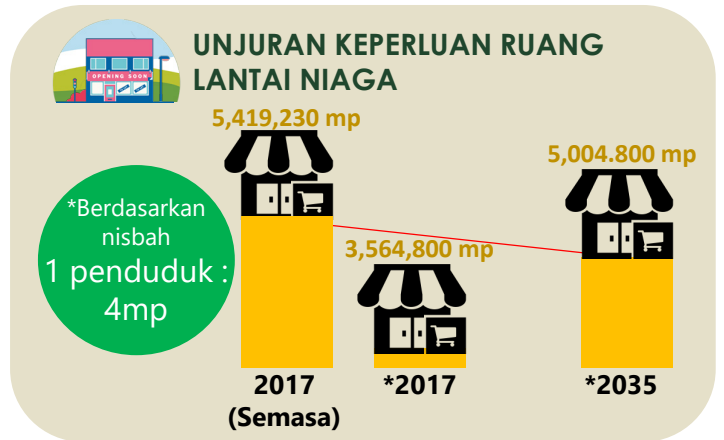 UNJURAN KEPERLUAN RUANG
LANTAI NIAGA
OPENING SOON
5,419,230 mp
5,004.800 mp
3,564,800 mp
*Berdasarkan
nisbah
1 penduduk :
4mp
2017
(Semasa)
*2017
*2035